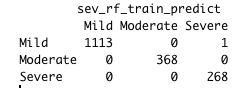 sev_rf_train_predict
Mild Moderate Severe
Mild 1113 0 1
Moderate 0 368 0
Severe 0 0 268